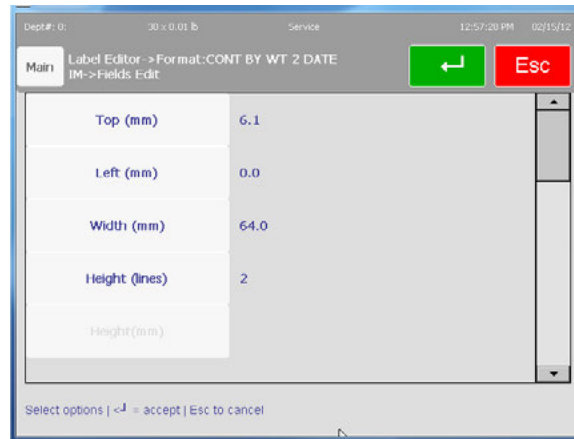 Dept#: 0: 30 x 0.01 lb Service 12:57:28 PM 02/15/12
Main
Label Editor->Format:CONT BY WT 2 DATE
IM->Fields Edit
Esc
Top (mm) 6.1
Left (mm) 0.0
Width (mm) 64.0
Height (lines) 2
Height(mm)
Select options | <┘ = accept | Esc to cancel